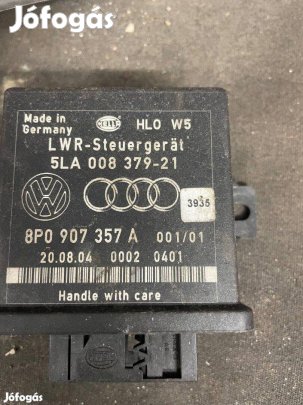 Jófogás
Made in Germany
HELLA
HLO W5
LWR-Steuergerät
5LA 008 379-21
3935
8P0 907 357 A 001/01
20.08.04 0002 0401
Handle with care
Jófogás